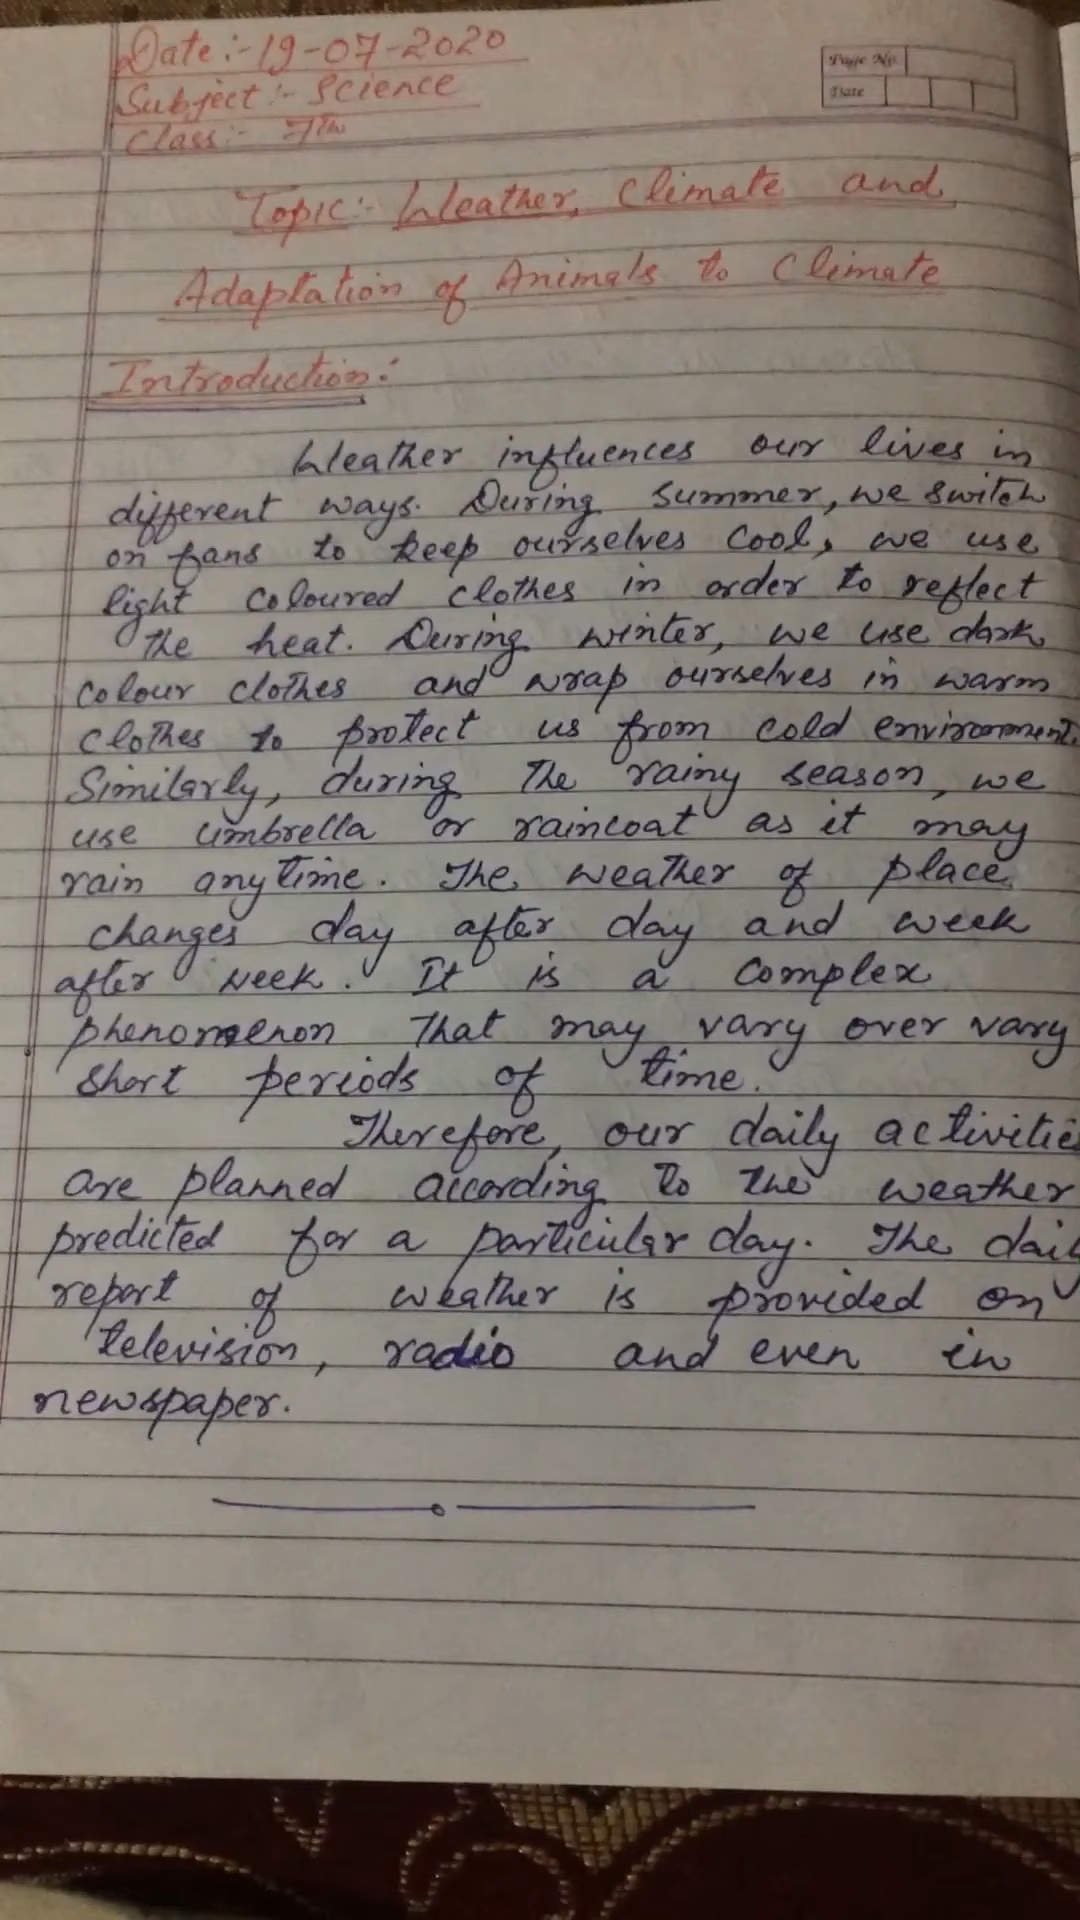 Date:- 19-07-2020
Subject:- Science
Class:- 7Th
Page No.
Date
Topic:- Weather, Climate and
Adaptation of Animals to Climate
Introduction:
Weather influences our lives in
different ways. During summer, we switch
on fans to keep ourselves cool, we use
light coloured clothes in order to reflect
the heat. During winter, we use dark
colour clothes and wrap ourselves in warm
clothes to protect us from cold environment.
Similarly, during the rainy season, we
use umbrella or raincoat as it may
rain anytime. The weather of place
changes day after day and week
after week. It is a complex
phenomenon that may vary over vary
short periods of time.
Therefore, our daily activitie
are planned according to the weather
predicted for a particular day. The dail
report of weather is provided on
television, radio and even in
newspaper.